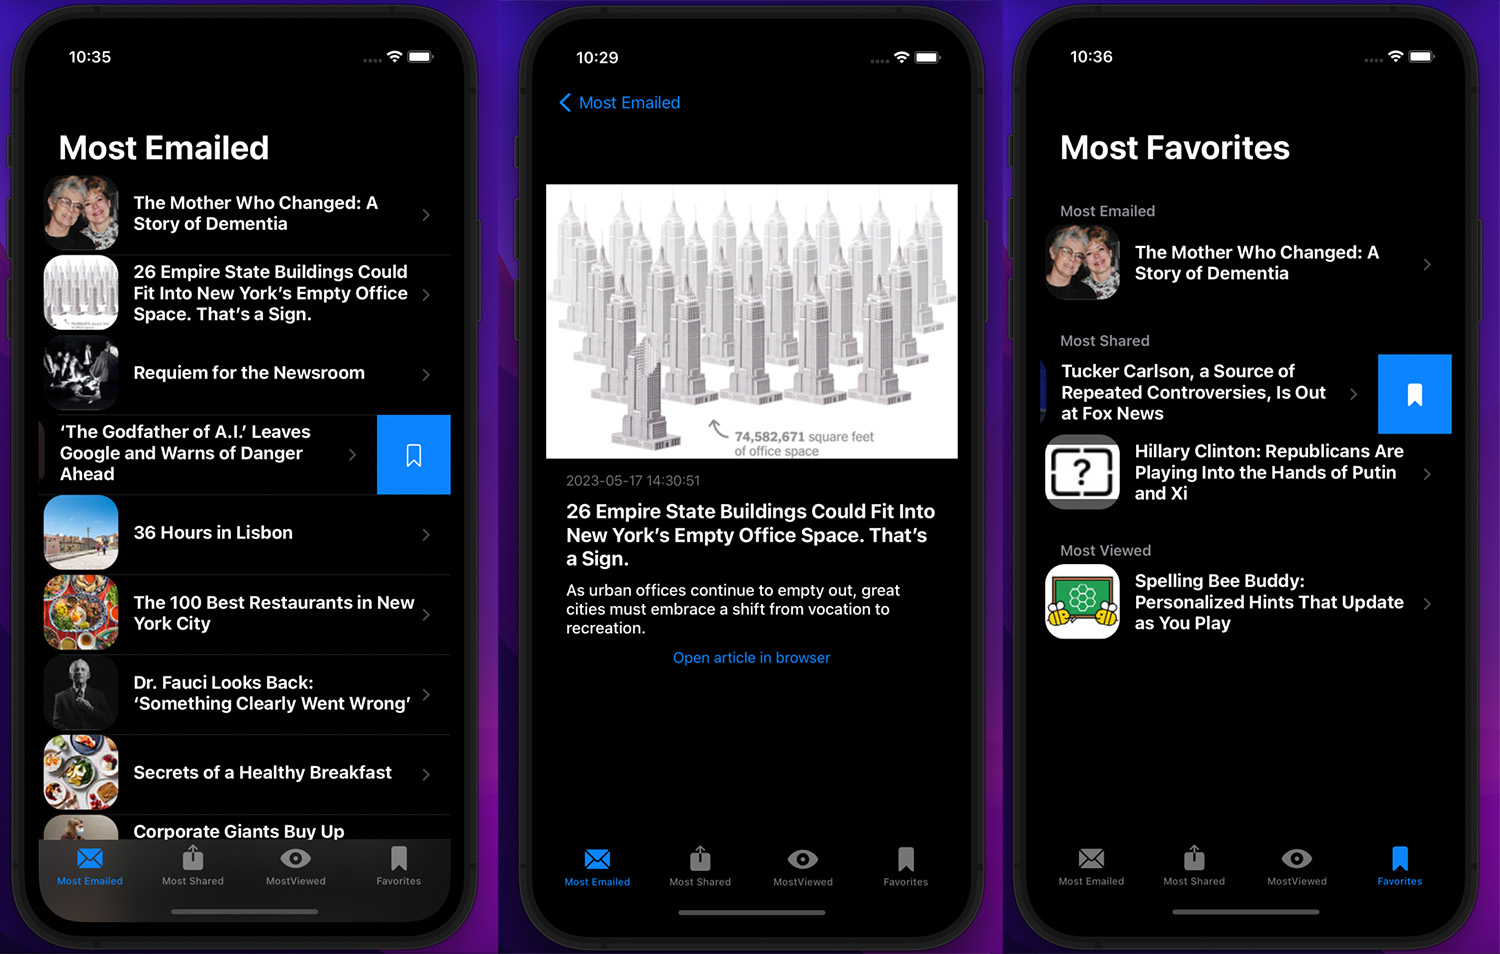 10:35
Most Emailed
The Mother Who Changed: A
Story of Dementia
26 Empire State Buildings Could
Fit Into New York’s Empty Office
Space. That’s a Sign.
74,582,671 square feet
of office space
Requiem for the Newsroom
‘The Godfather of A.I.’ Leaves
Google and Warns of Danger
Ahead
36 Hours in Lisbon
The 100 Best Restaurants in New
York City
Dr. Fauci Looks Back:
‘Something Clearly Went Wrong’
Secrets of a Healthy Breakfast
Corporate Giants Buy Up
Most Emailed
Most Shared
MostViewed
Favorites
10:29
Most Emailed
74,582,671 square feet
of office space
2023-05-17 14:30:51
26 Empire State Buildings Could Fit Into
New York’s Empty Office Space. That’s
a Sign.
As urban offices continue to empty out, great
cities must embrace a shift from vocation to
recreation.
Open article in browser
Most Emailed
Most Shared
MostViewed
Favorites
10:36
Most Favorites
Most Emailed
The Mother Who Changed: A
Story of Dementia
Most Shared
Tucker Carlson, a Source of
Repeated Controversies, Is Out
at Fox News
Hillary Clinton: Republicans Are
Playing Into the Hands of Putin
and Xi
Most Viewed
Spelling Bee Buddy:
Personalized Hints That Update
as You Play
Most Emailed
Most Shared
MostViewed
Favorites